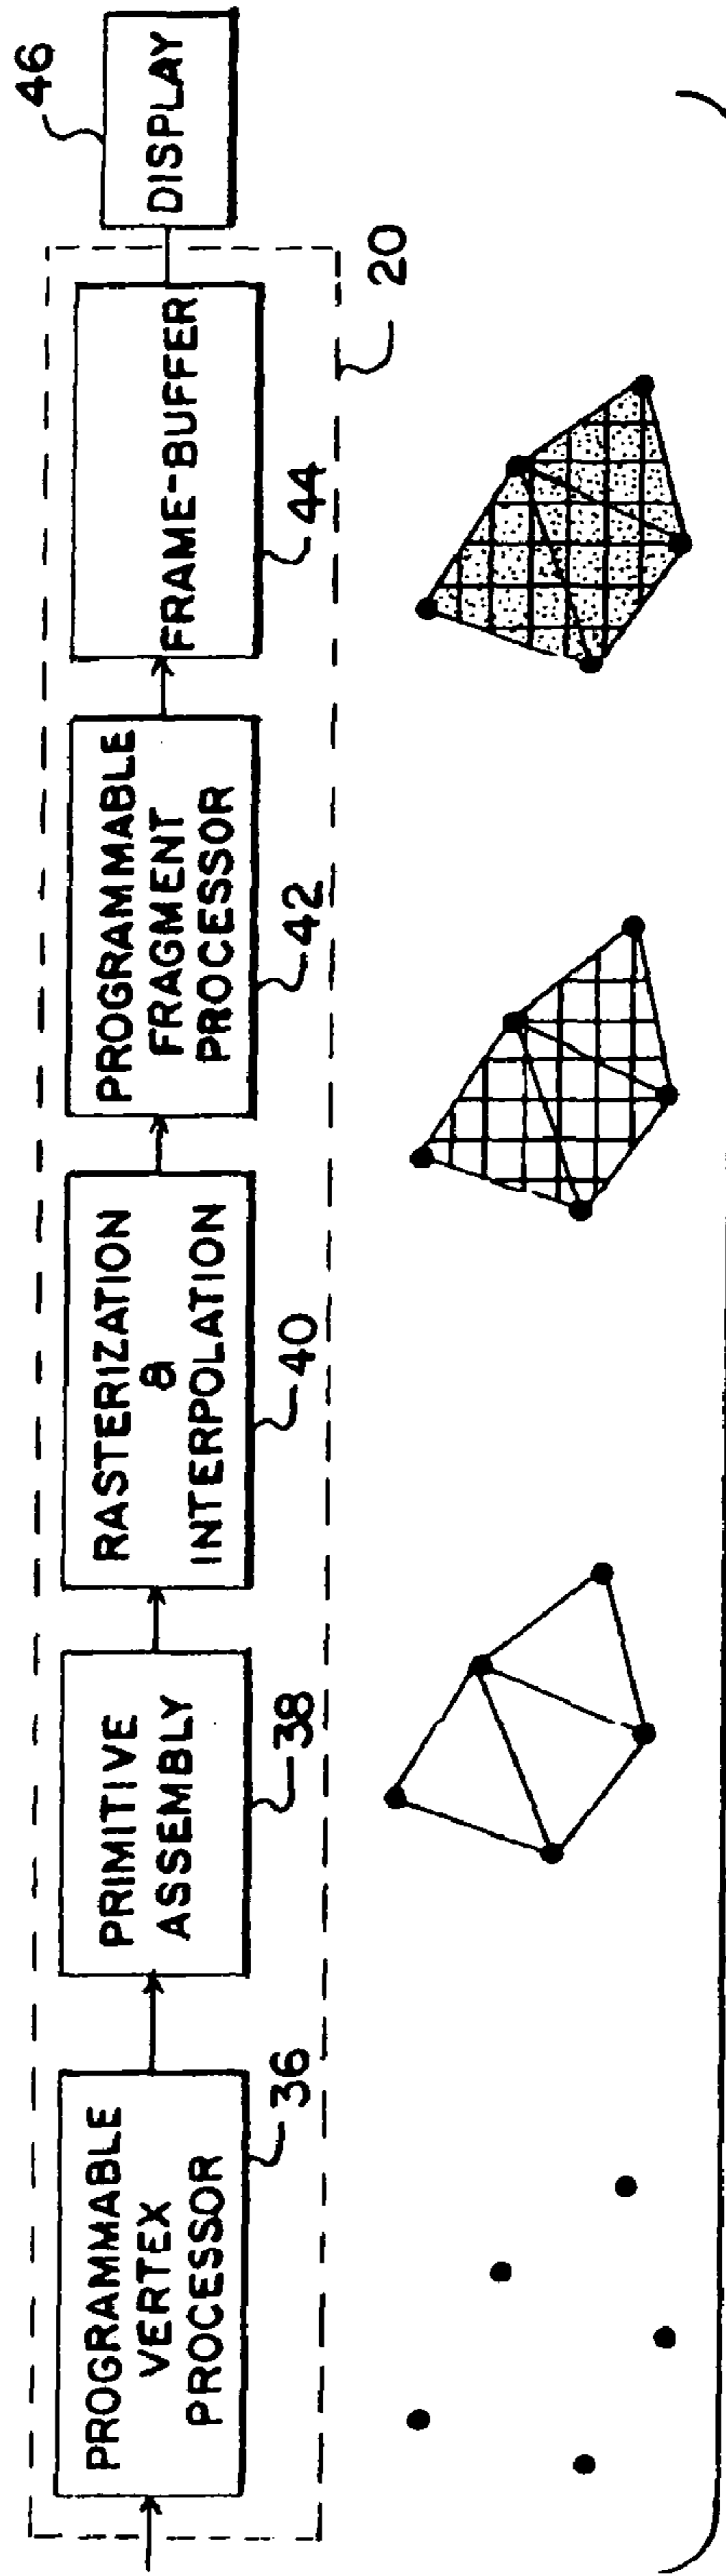 PROGRAMMABLE
VERTEX
PROCESSOR
36
PRIMITIVE
ASSEMBLY
38
RASTERIZATION
&
INTERPOLATION
40
PROGRAMMABLE
FRAGMENT
PROCESSOR
42
FRAME-BUFFER
44
20
DISPLAY
46